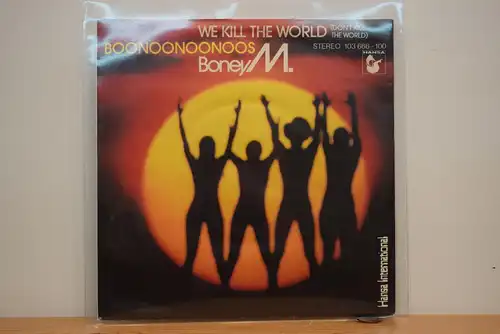 WE KILL THE WORLD (DON'T KILL
THE WORLD)
BOONOONOONOOS
STEREO 103 666-100
Boney M.
HANSA
Hansa International